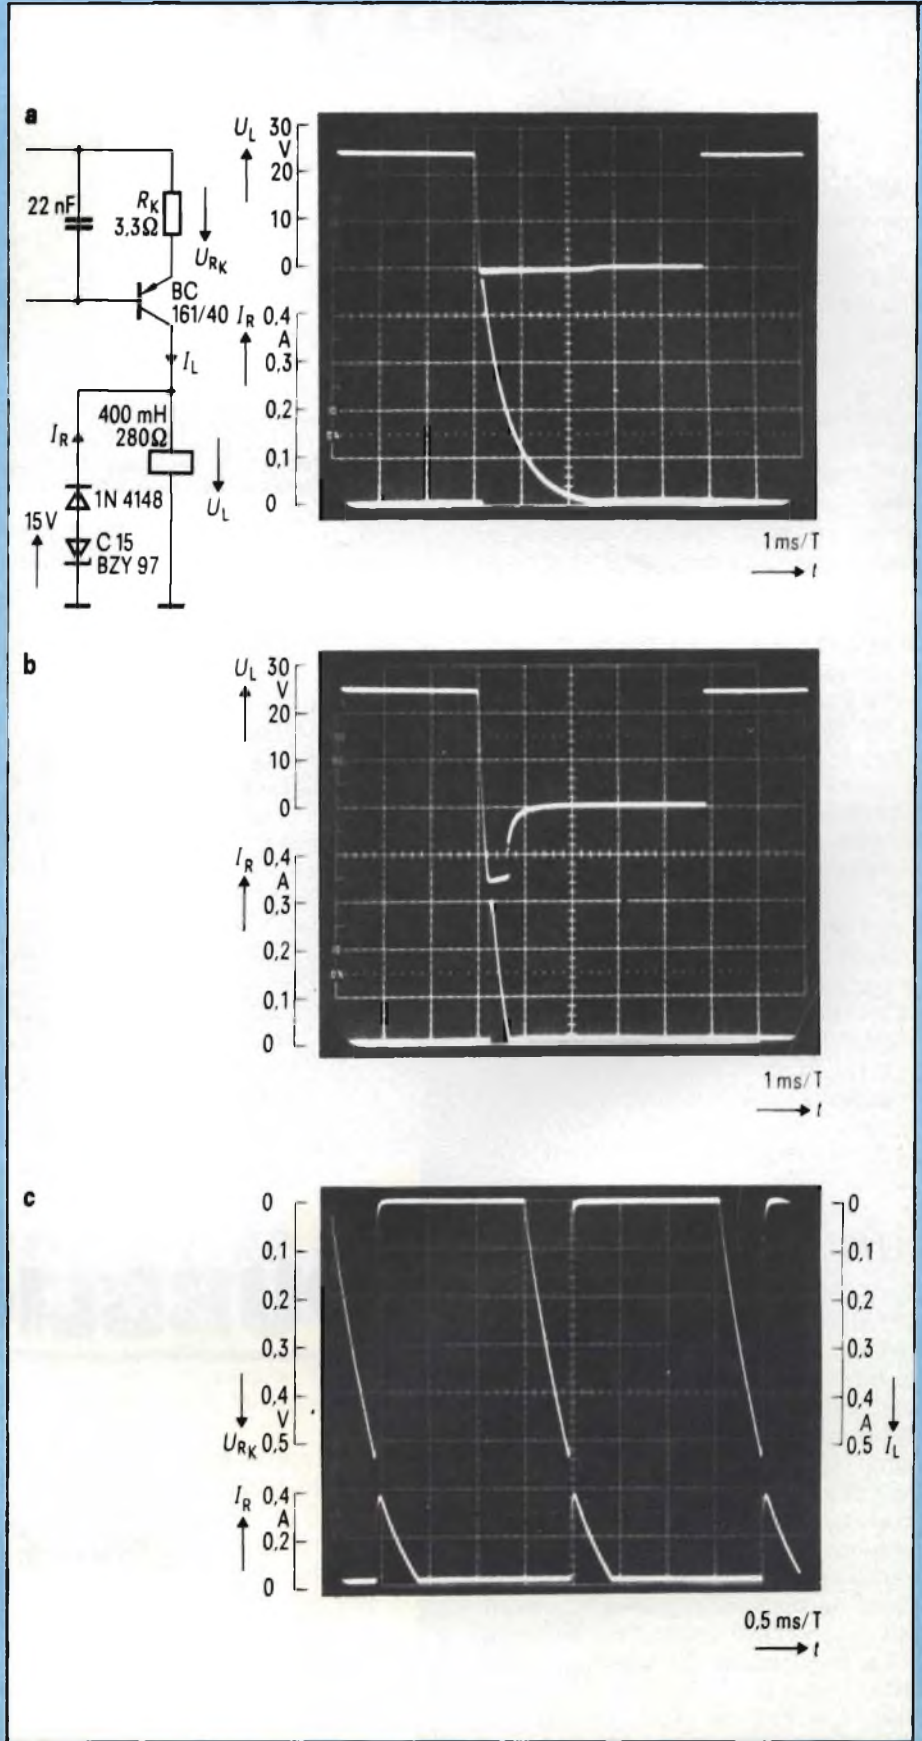 a
22 nF
R_K
3,3Ω
U_RK
BC
161/40
I_L
400 mH
280Ω
I_R
1N 4148
U_L
15V
C 15
BZY 97
U_L 30
V
20
10
0
I_R 0,4
A
0,3
0,2
0,1
0
1 ms/T
t
b
U_L 30
V
20
10
0
I_R 0,4
A
0,3
0,2
0,1
0
1 ms/T
t
c
0
0,1
0,2
0,3
0,4
V
U_RK 0,5
0
0,1
0,2
0,3
0,4
A
0,5 I_L
I_R 0,4
A
0,2
0
0,5 ms/T
t